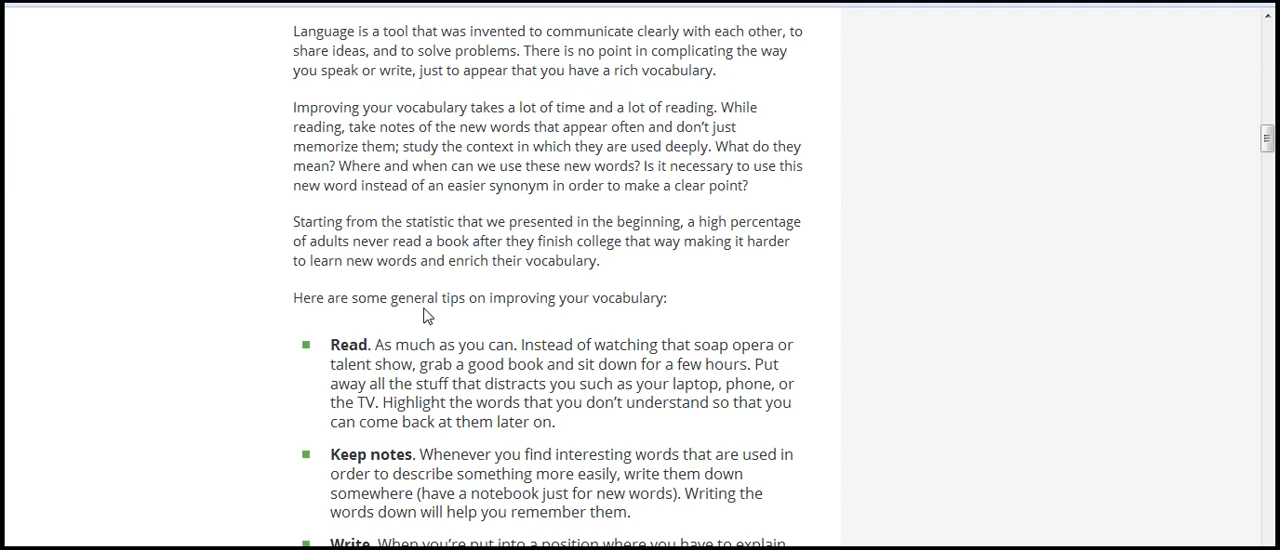 Language is a tool that was invented to communicate clearly with each other, to
share ideas, and to solve problems. There is no point in complicating the way
you speak or write, just to appear that you have a rich vocabulary.
Improving your vocabulary takes a lot of time and a lot of reading. While
reading, take notes of the new words that appear often and don’t just
memorize them; study the context in which they are used deeply. What do they
mean? Where and when can we use these new words? Is it necessary to use this
new word instead of an easier synonym in order to make a clear point?
Starting from the statistic that we presented in the beginning, a high percentage
of adults never read a book after they finish college that way making it harder
to learn new words and enrich their vocabulary.
Here are some general tips on improving your vocabulary:
Read. As much as you can. Instead of watching that soap opera or
talent show, grab a good book and sit down for a few hours. Put
away all the stuff that distracts you such as your laptop, phone, or
the TV. Highlight the words that you don’t understand so that you
can come back at them later on.
Keep notes. Whenever you find interesting words that are used in
order to describe something more easily, write them down
somewhere (have a notebook just for new words). Writing the
words down will help you remember them.
Write. When you’re put into a position where you have to explain